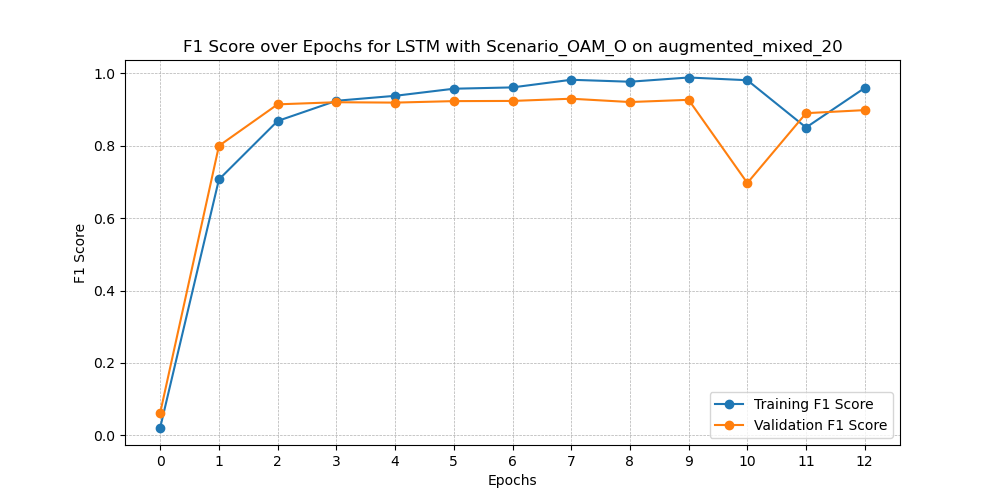 F1 Score over Epochs for LSTM with Scenario_OAM_O on augmented_mixed_20
1.0
0.8
0.6
0.4
0.2
0.0
F1 Score
Training F1 Score
Validation F1 Score
0 1 2 3 4 5 6 7 8 9 10 11 12
Epochs